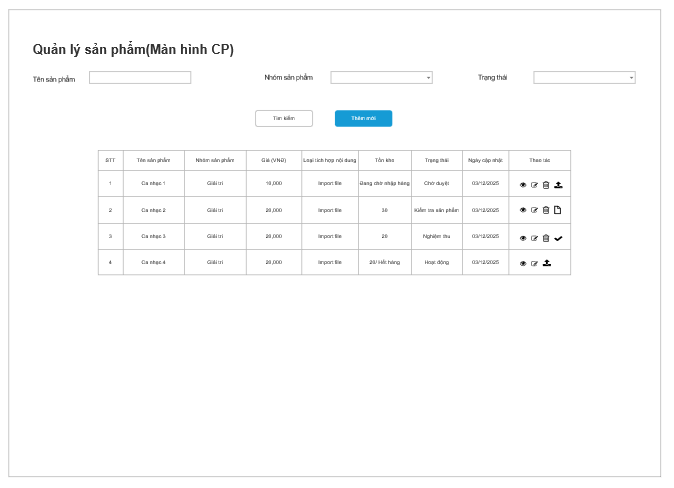 Quản lý sản phẩm(Màn hình CP)
Tên sản phẩm Nhóm sản phẩm Trạng thái
Tìm kiếm Thêm mới
STT Tên sản phẩm Nhóm sản phẩm Giá (VNĐ) Loại tích hợp nội dung Tồn kho Trạng thái Ngày cập nhật Thao tác
1 Ca nhạc 1 Giải trí 10,000 Import file Đang chờ nhập hàng Chờ duyệt 03/12/2025
2 Ca nhạc 2 Giải trí 20,000 Import file 30 Kiểm tra sản phẩm 03/12/2025
3 Ca nhạc 3 Giải trí 20,000 Import file 20 Nghiệm thu 03/12/2025
4 Ca nhạc 4 Giải trí 20,000 Import file 20/ Hết hàng Hoạt động 03/12/2025